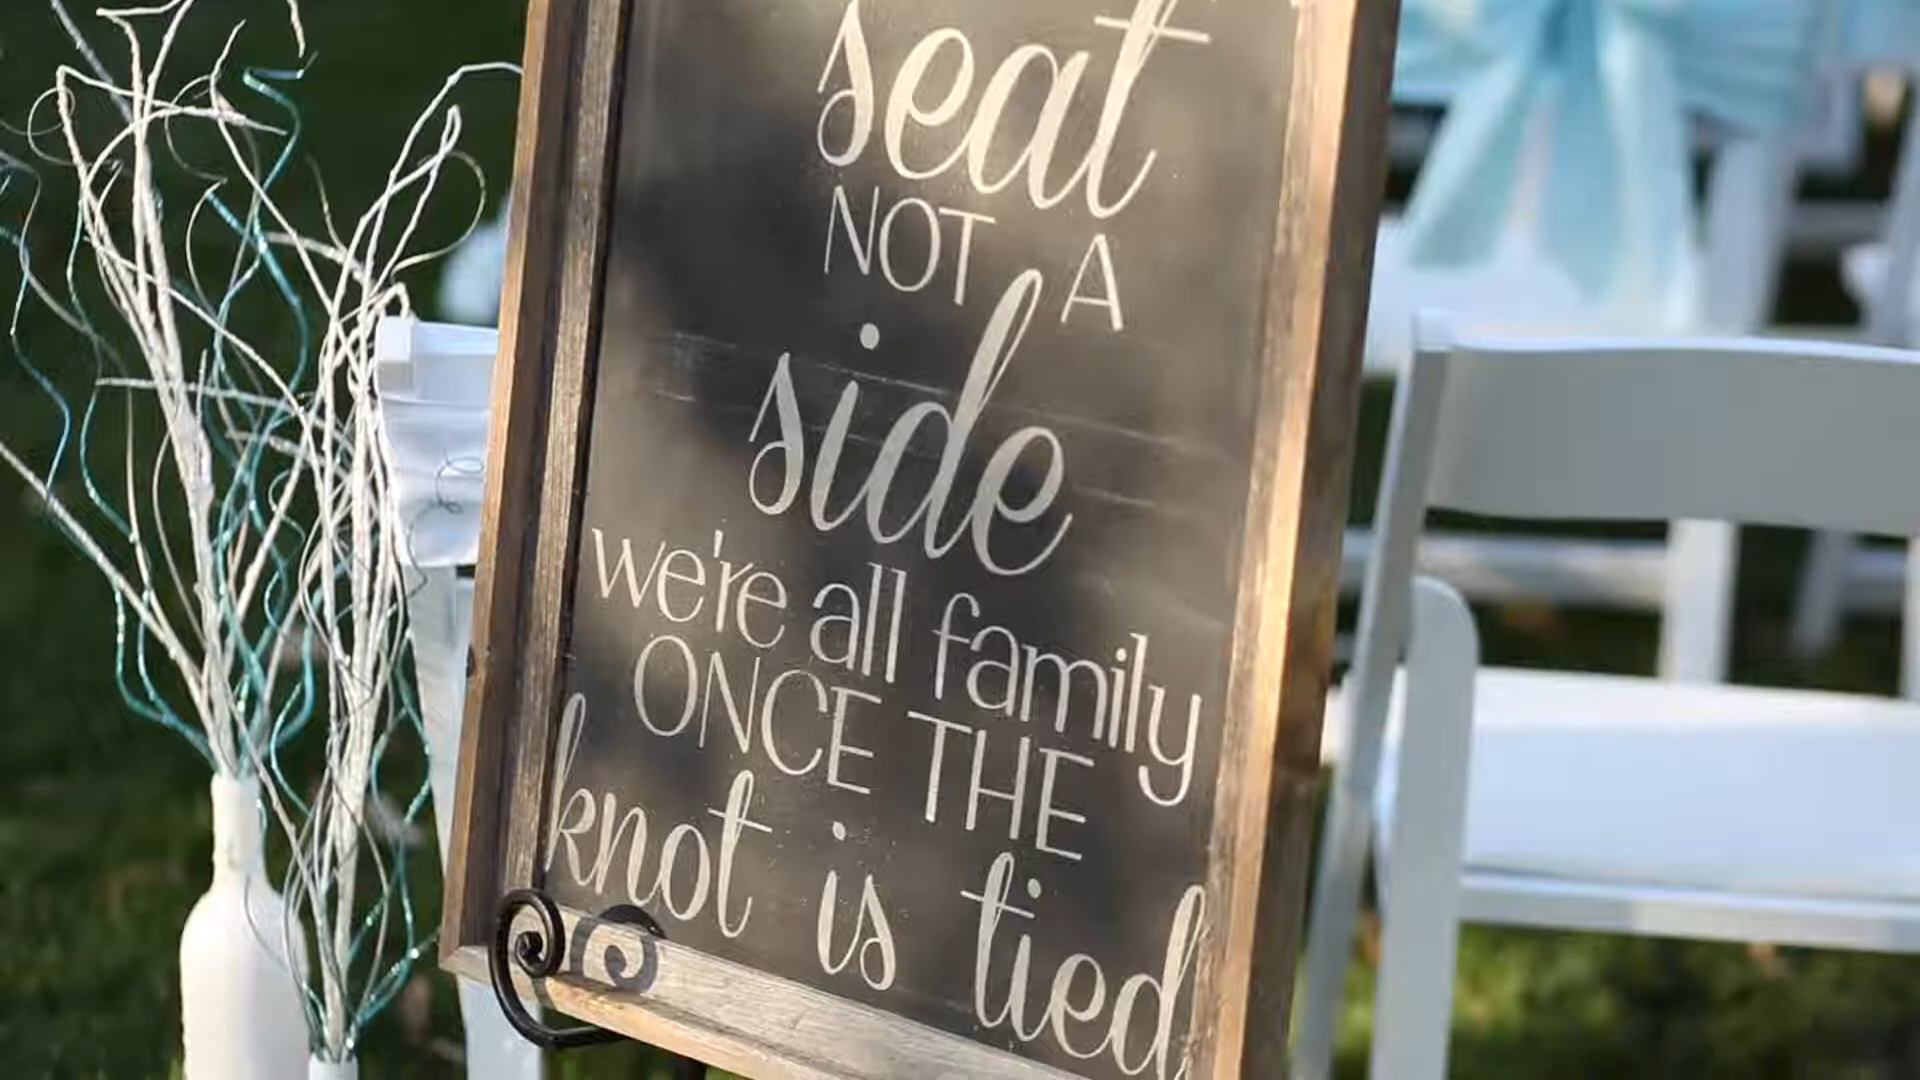 seat
NOT A
side
we're all family
ONCE THE
knot is tied